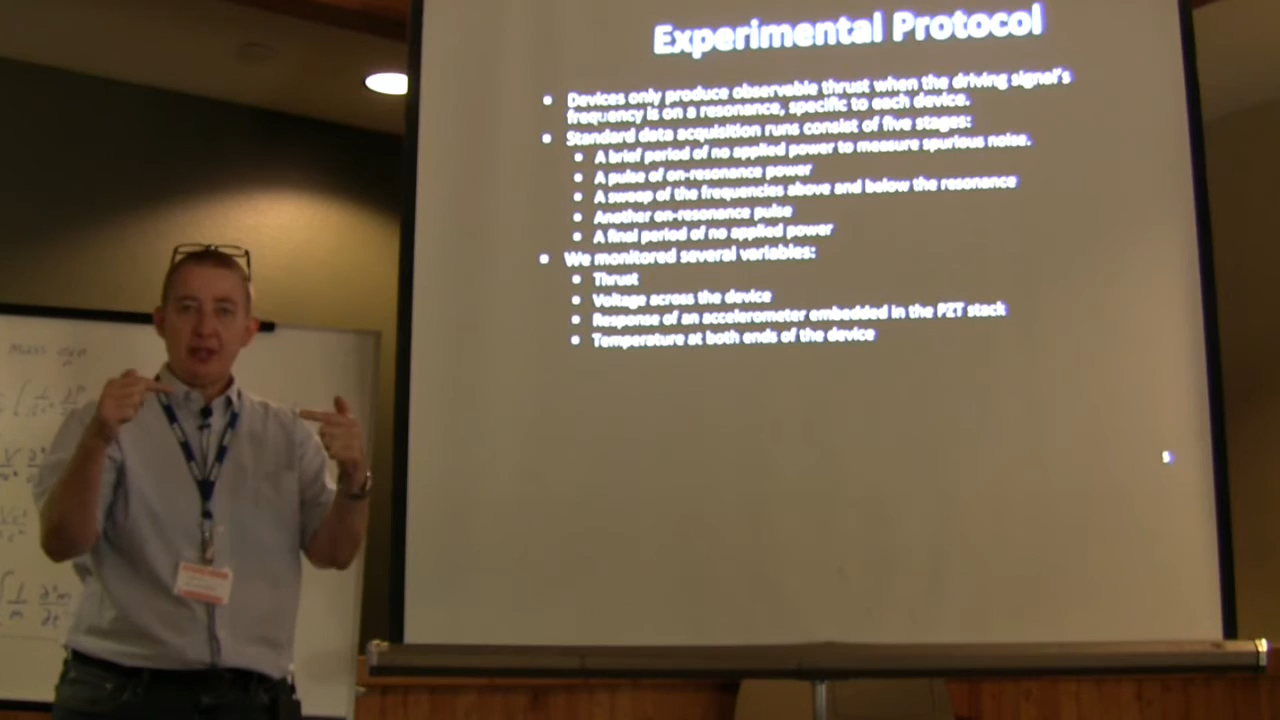 Experimental Protocol
Devices only produce observable thrust when the driving signal's
frequency is on a resonance, specific to each device.
Standard data acquisition runs consist of five stages:
A brief period of no applied power to measure spurious noise.
A pulse of on-resonance power
A sweep of the frequencies above and below the resonance
Another on-resonance pulse
A final period of no applied power
We monitored several variables:
Thrust
Voltage across the device
Response of an accelerometer embedded in the PZT stack
Temperature at both ends of the device
mass